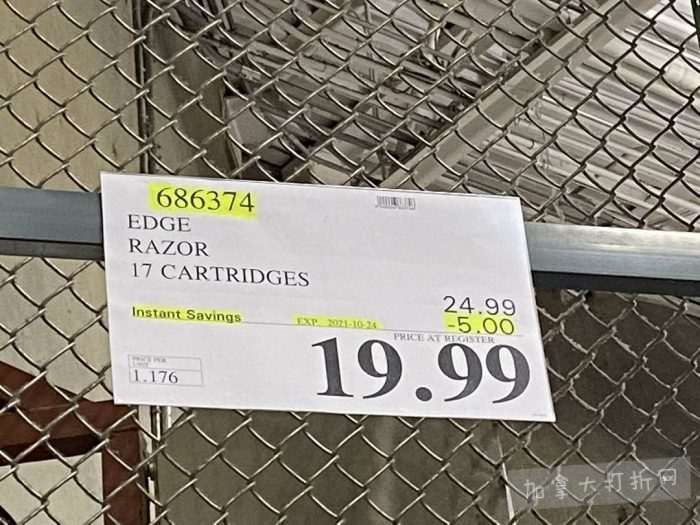 686374
EDGE
RAZOR
17 CARTRIDGES
24.99
Instant Savings EXP. 2021-10-24 -5.00
PRICE AT REGISTER
19.99
PRICE PER
1.176
加拿大打折网